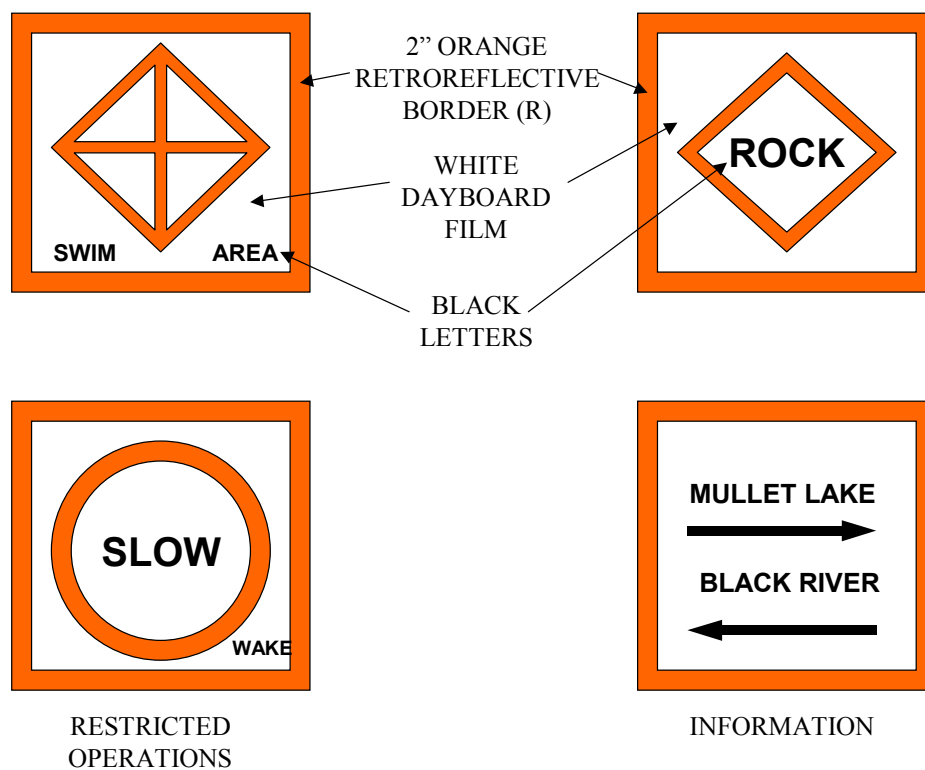 2” ORANGE
RETROREFLECTIVE
BORDER (R)
WHITE
DAYBOARD
FILM
BLACK
LETTERS
SWIM AREA
ROCK
SLOW
WAKE
RESTRICTED
OPERATIONS
MULLET LAKE
BLACK RIVER
INFORMATION